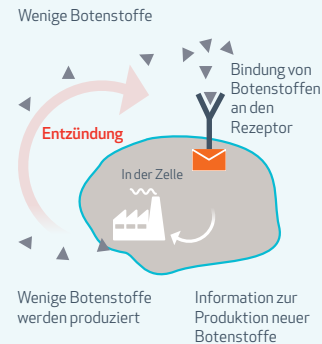 Wenige Botenstoffe
Bindung von
Botenstoffen
an den
Rezeptor
Entzündung
In der Zelle
Wenige Botenstoffe
werden produziert
Information zur
Produktion neuer
Botenstoffe